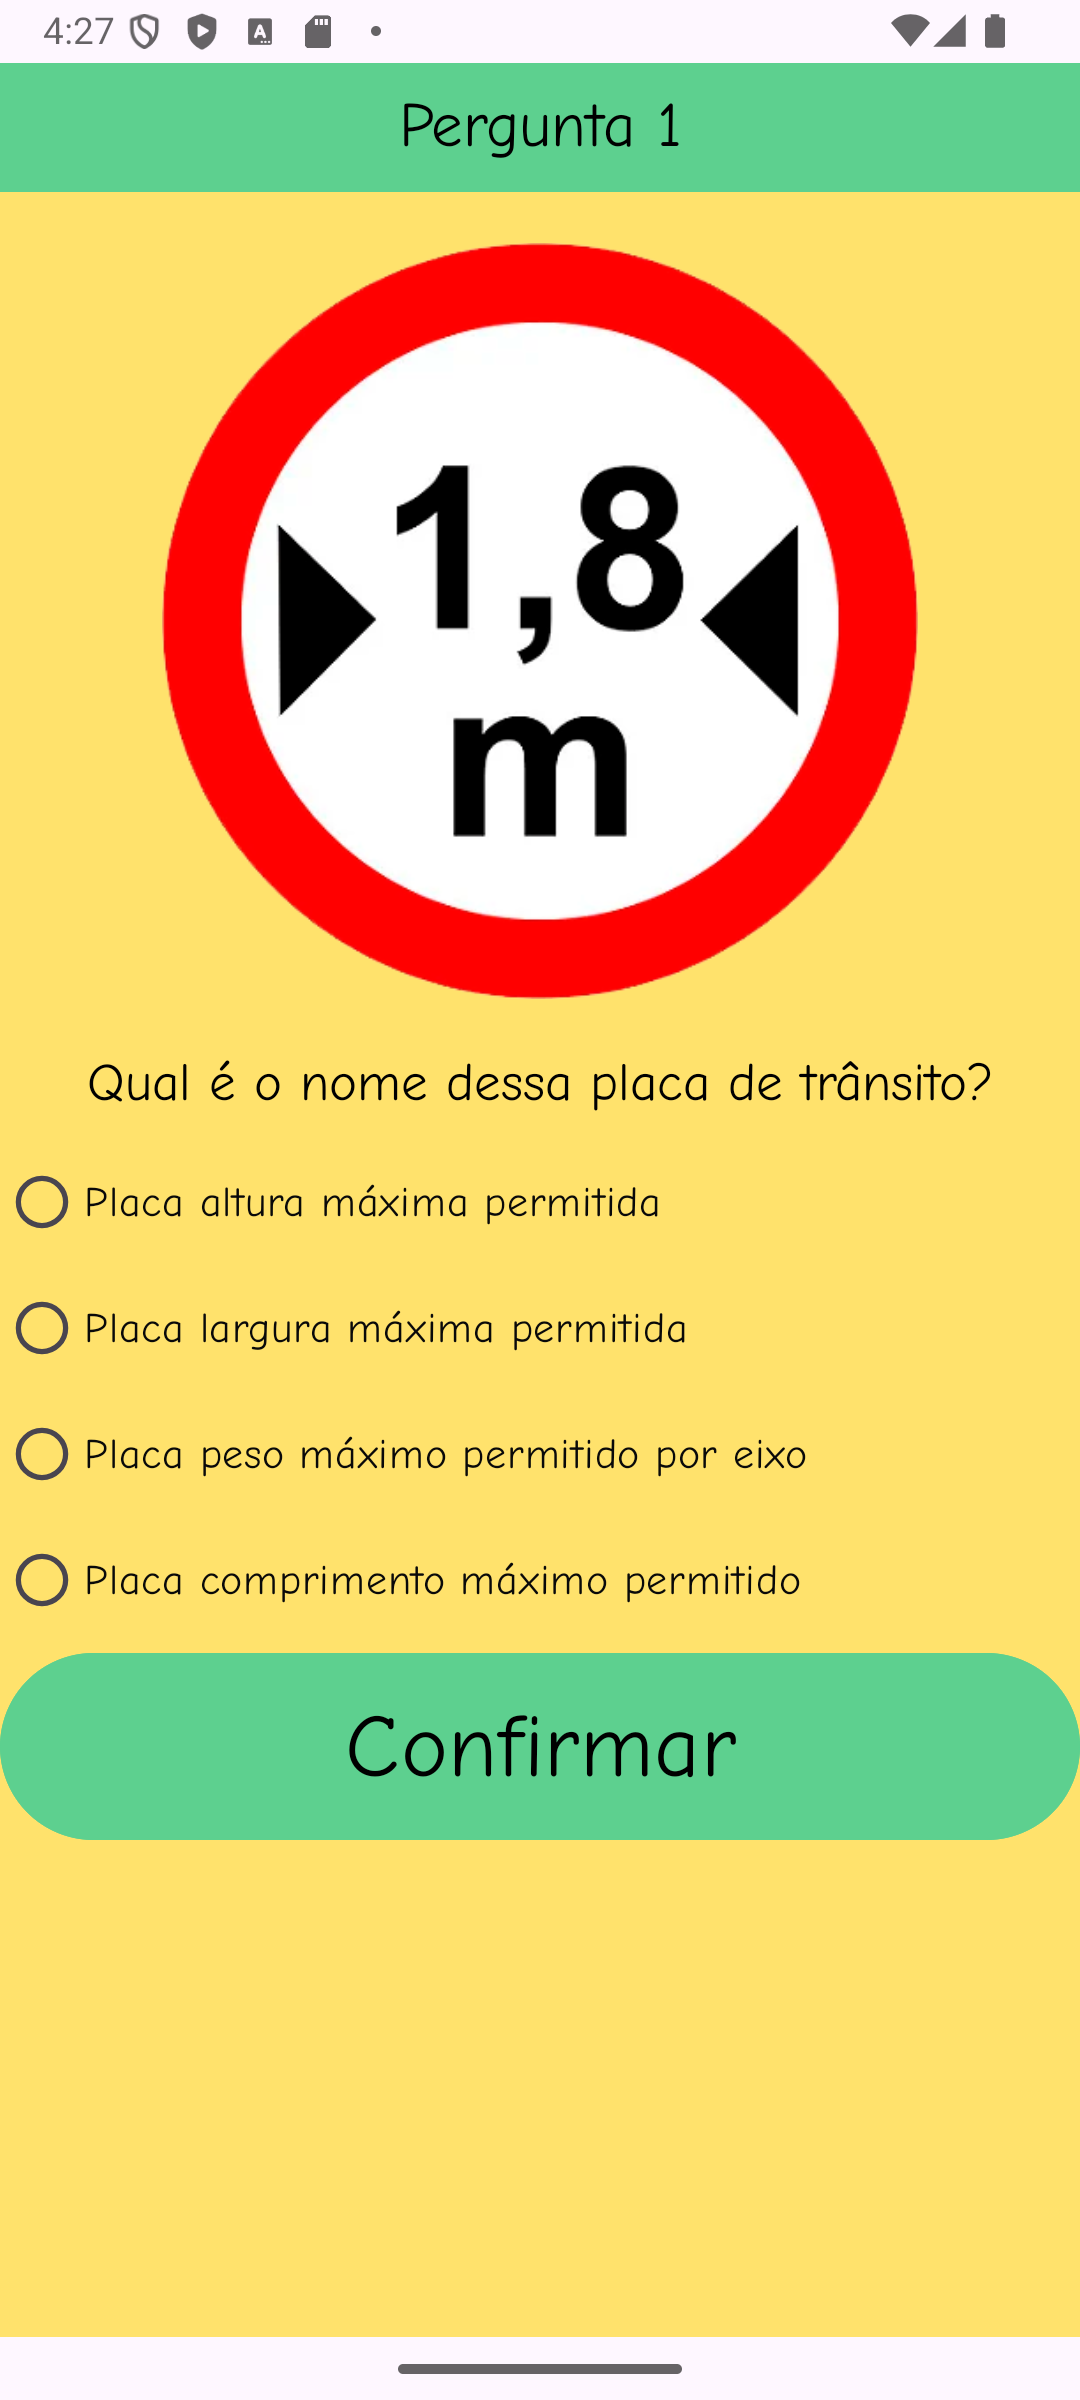 4:27
Pergunta 1
1,8
m
Qual é o nome dessa placa de trânsito?
Placa altura máxima permitida
Placa largura máxima permitida
Placa peso máximo permitido por eixo
Placa comprimento máximo permitido
Confirmar